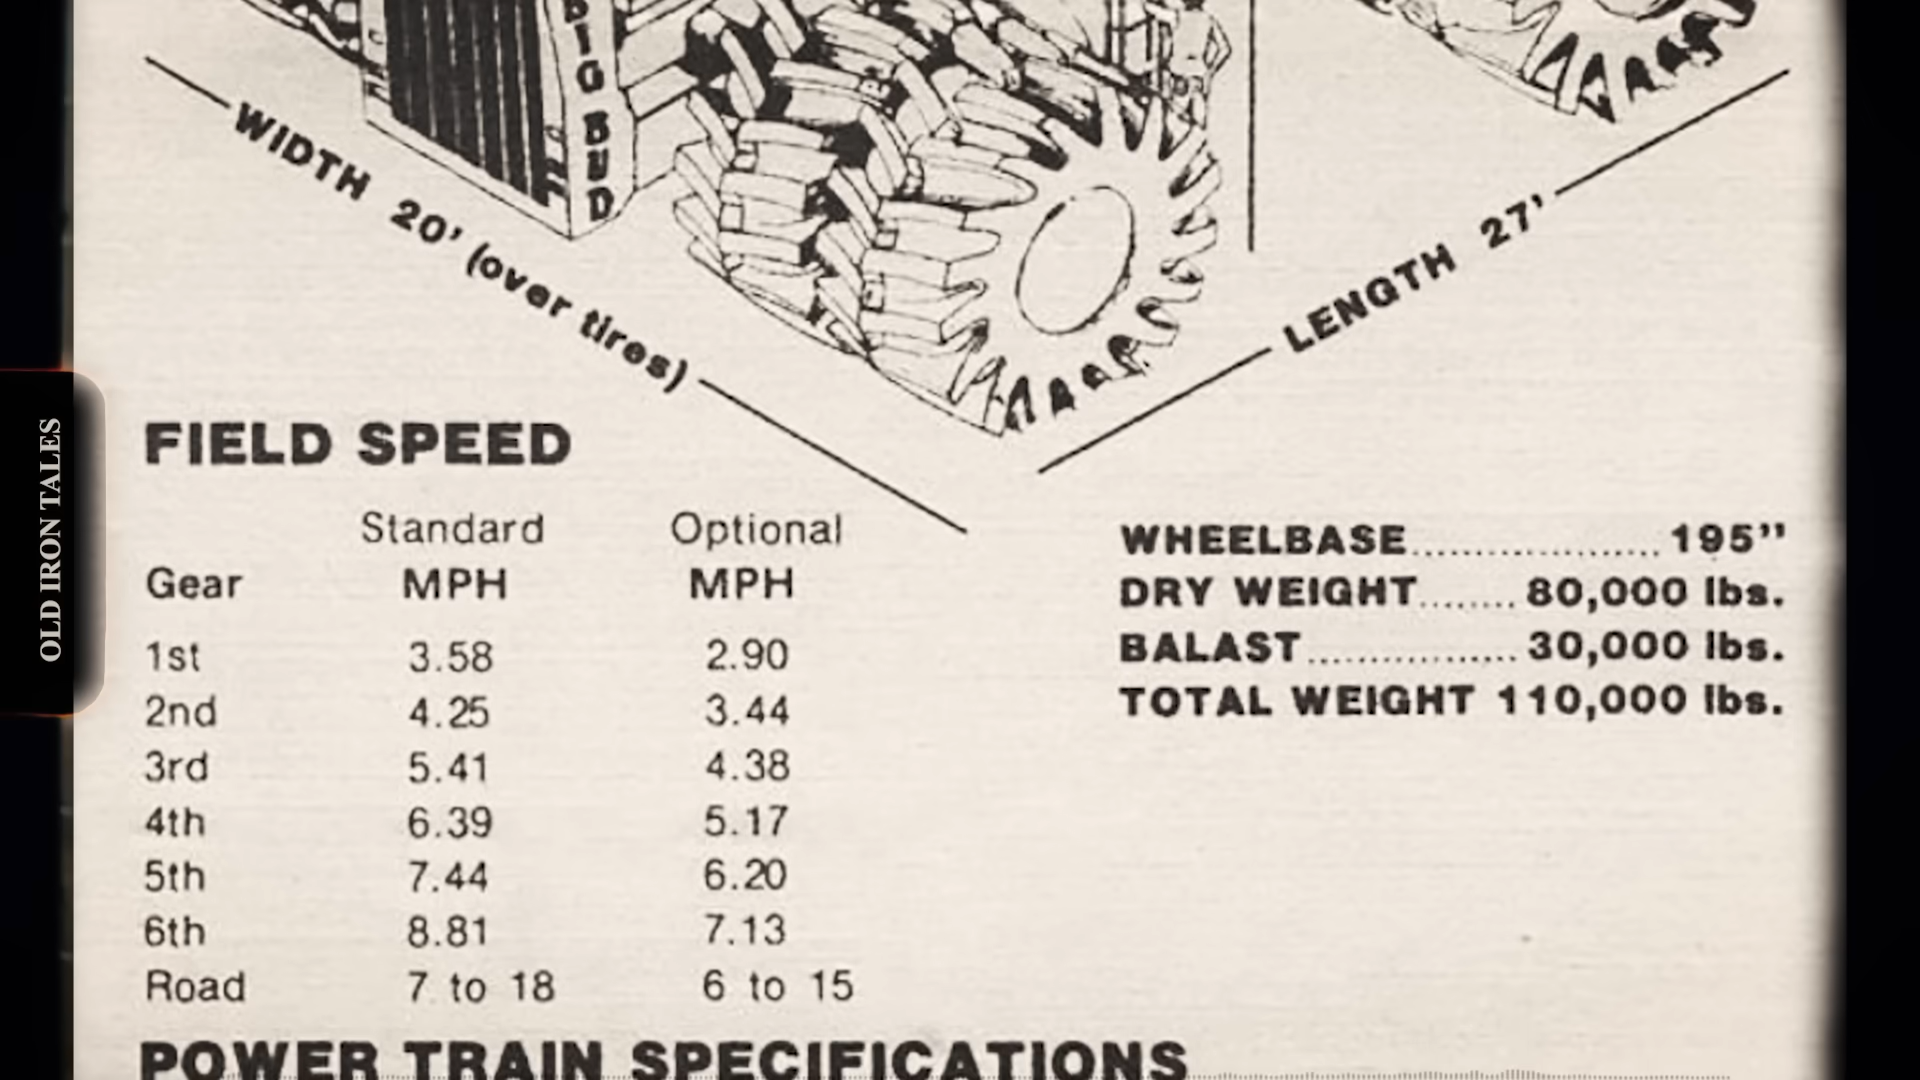 BIG BUD
WIDTH 20' (over tires)
LENGTH 27'
OLD IRON TALES
FIELD SPEED
Standard Optional
Gear MPH MPH
1st 3.58 2.90
2nd 4.25 3.44
3rd 5.41 4.38
4th 6.39 5.17
5th 7.44 6.20
6th 8.81 7.13
Road 7 to 18 6 to 15
WHEELBASE 195"
DRY WEIGHT 80,000 lbs.
BALAST 30,000 lbs.
TOTAL WEIGHT 110,000 lbs.
POWER TRAIN SPECIFICATIONS